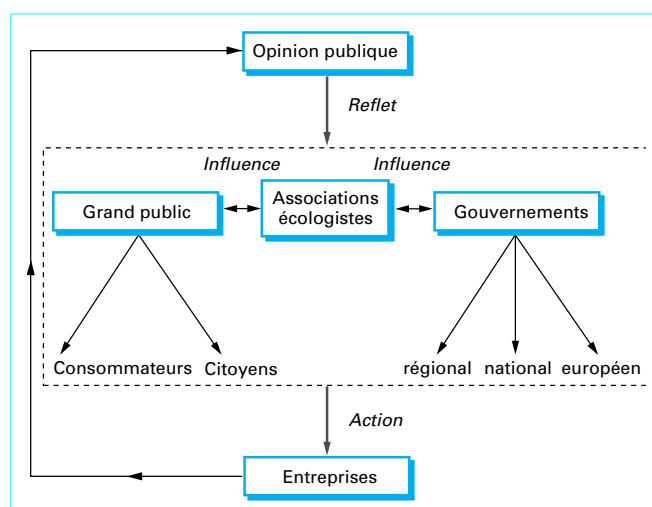 Opinion publique
Reflet
Influence
Influence
Grand public
Associations
écologistes
Gouvernements
Consommateurs
Citoyens
régional
national
européen
Action
Entreprises